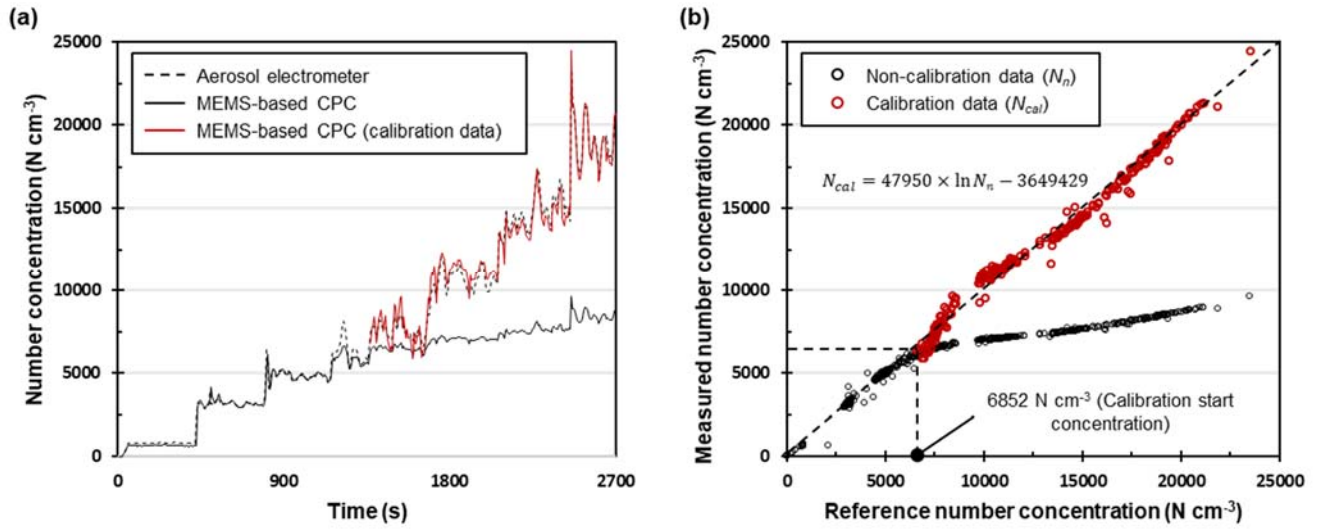 (a)
25000
20000
15000
10000
5000
0
Number concentration (N cm-3)
Aerosol electrometer
MEMS-based CPC
MEMS-based CPC (calibration data)
0
900
1800
2700
Time (s)
(b)
25000
20000
15000
10000
5000
0
Measured number concentration (N cm-3)
Non-calibration data (Nn)
Calibration data (Ncal)
Ncal = 47950 × ln Nn − 3649429
6852 N cm-3 (Calibration start
concentration)
0
5000
10000
15000
20000
25000
Reference number concentration (N cm-3)